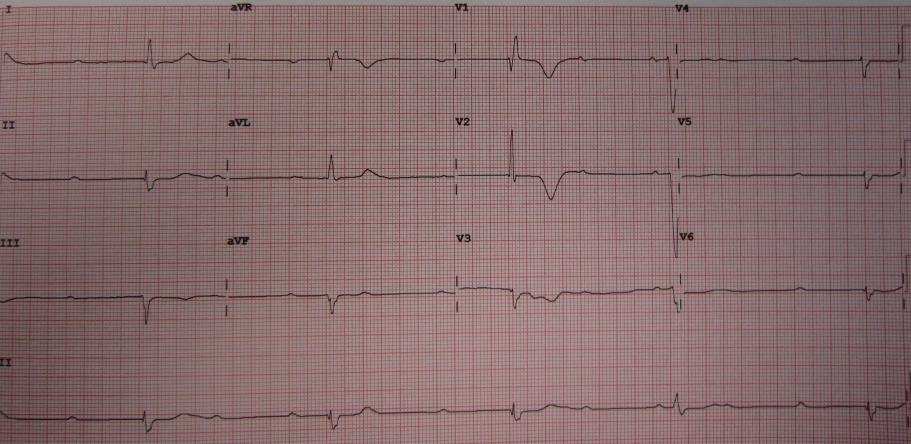 I aVR V1 V4
II aVL V2 V5
III aVF V3 V6
II